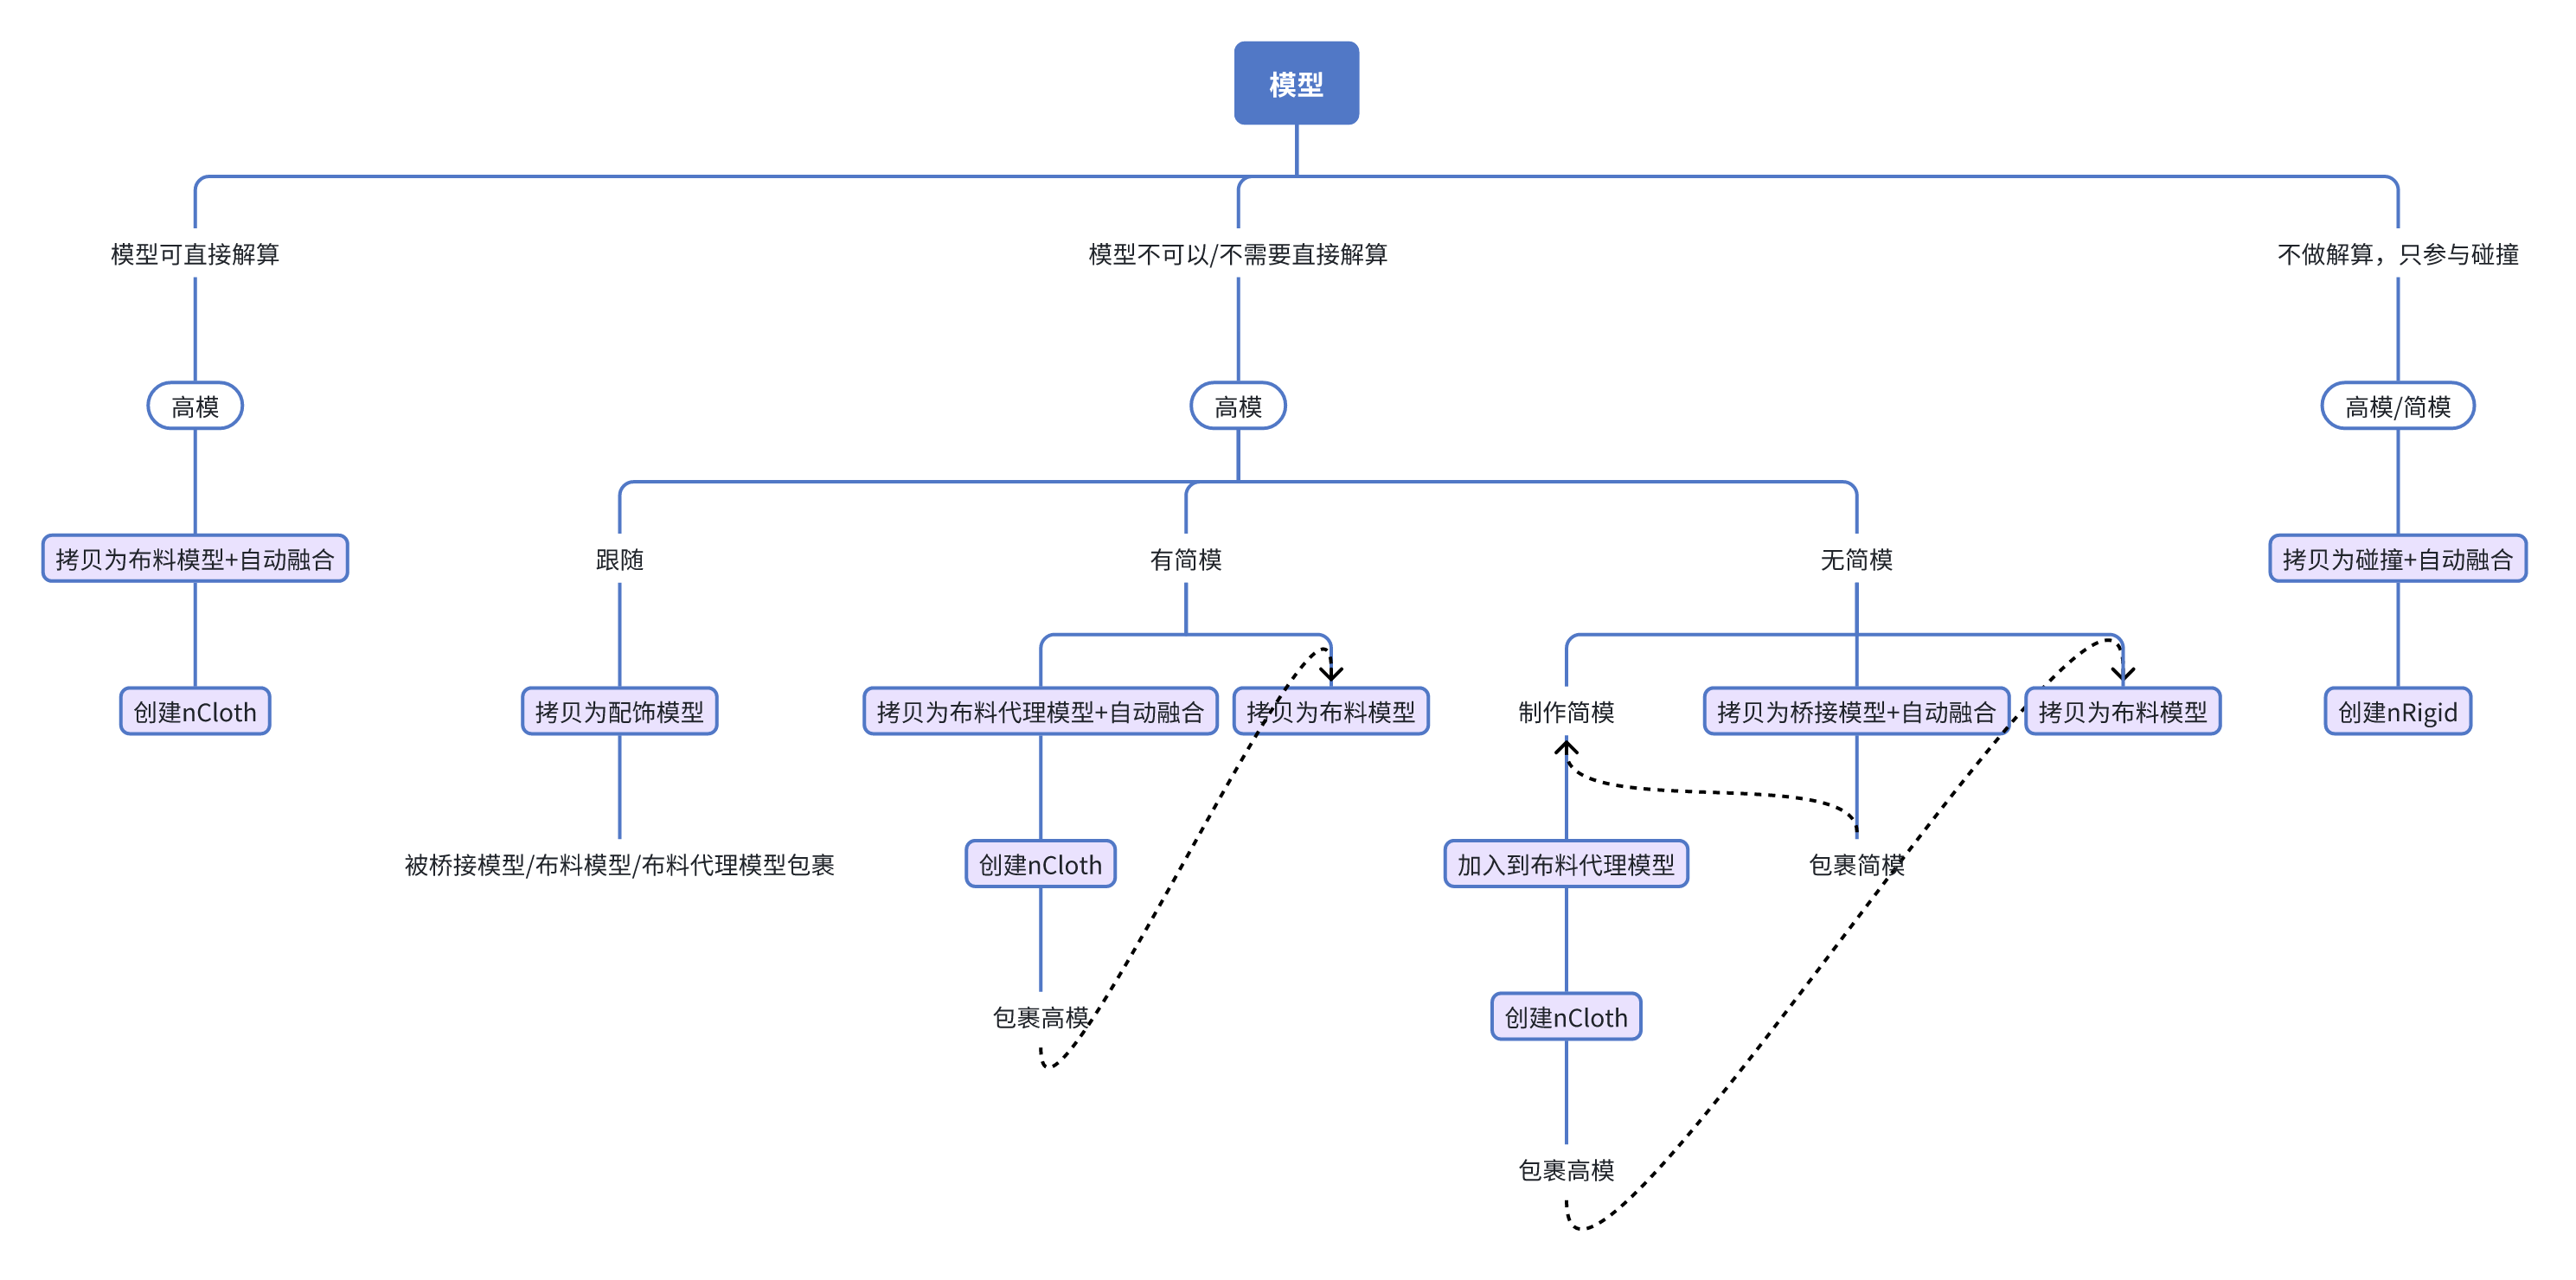 模型
模型可直接解算
模型不可以/不需要直接解算
不做解算，只参与碰撞
高模
高模
高模/简模
拷贝为布料模型+自动融合
跟随
有简模
无简模
拷贝为碰撞+自动融合
创建nCloth
拷贝为配饰模型
拷贝为布料代理模型+自动融合
拷贝为布料模型
制作简模
拷贝为桥接模型+自动融合
拷贝为布料模型
创建nRigid
被桥接模型/布料模型/布料代理模型包裹
创建nCloth
加入到布料代理模型
包裹简模
包裹高模
创建nCloth
包裹高模